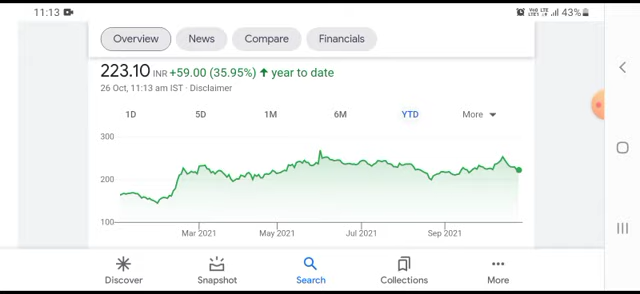 11:13 43%
Overview News Compare Financials
223.10 INR +59.00 (35.95%) ↑ year to date
26 Oct, 11:13 am IST · Disclaimer
1D 5D 1M 6M YTD More
300
200
100
Mar 2021 May 2021 Jul 2021 Sep 2021
Discover Snapshot Search Collections More